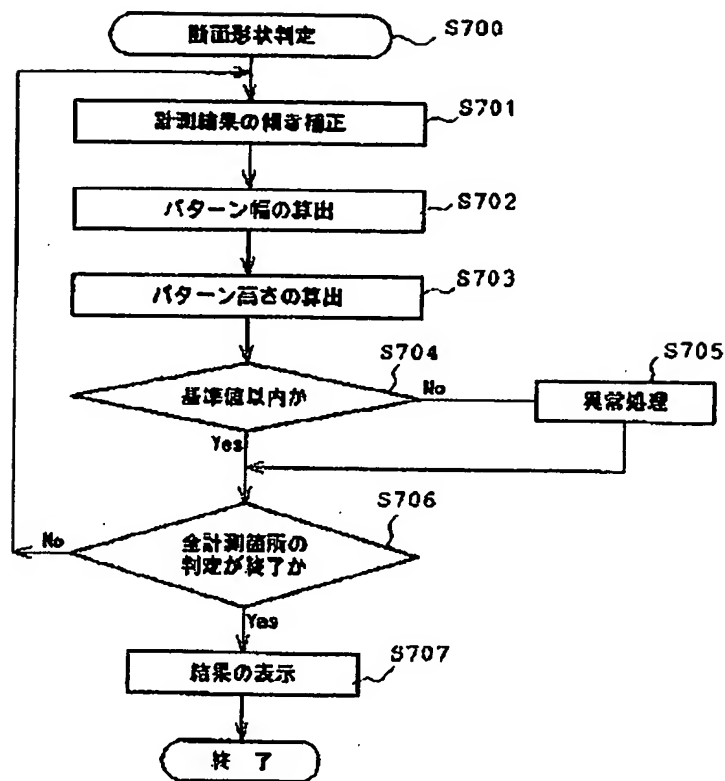 断面形状判定
S700
計測結果の傾き補正
S701
パターン幅の算出
S702
パターン高さの算出
S703
S704
基準値以内か
No
S705
異常処理
Yes
S706
全計測箇所の
判定が終了か
No
Yes
結果の表示
S707
終 了